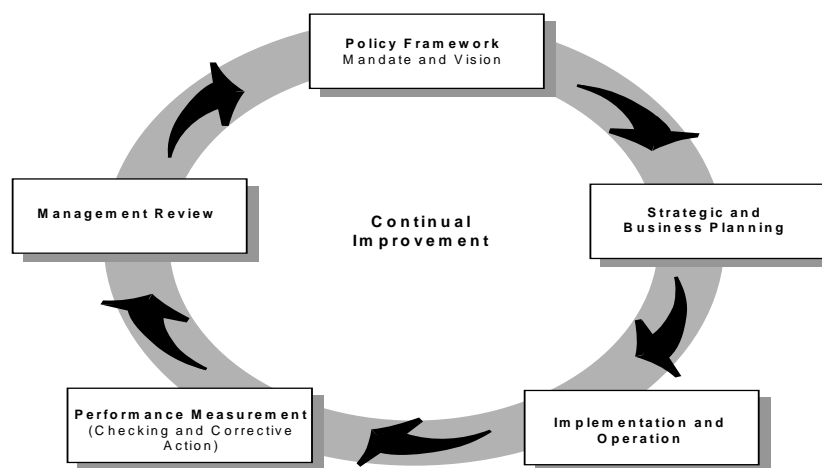 Policy Framework
Mandate and Vision
Strategic and
Business Planning
Implementation and
Operation
Performance Measurement
(Checking and Corrective
Action)
Management Review
Continual
Improvement